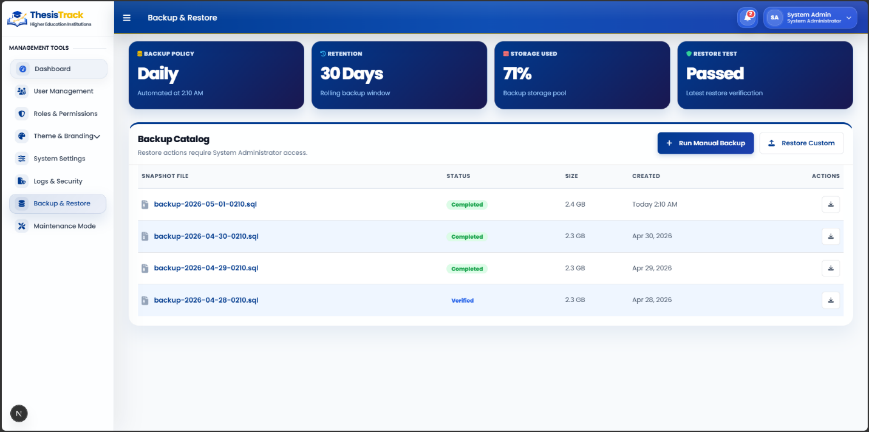 ThesisTrack
Higher Education Institutions
Backup & Restore
SA
System Admin
System Administrator
MANAGEMENT TOOLS
Dashboard
User Management
Roles & Permissions
Theme & Branding
System Settings
Logs & Security
Backup & Restore
Maintenance Mode
BACKUP POLICY
Daily
Automated at 2:10 AM
RETENTION
30 Days
Rolling backup window
STORAGE USED
71%
Backup storage pool
RESTORE TEST
Passed
Latest restore verification
Backup Catalog
Restore actions require System Administrator access.
Run Manual Backup
Restore Custom
SNAPSHOT FILE STATUS SIZE CREATED ACTIONS
backup-2026-05-01-0210.sql Completed 2.4 GB Today 2:10 AM
backup-2026-04-30-0210.sql Completed 2.3 GB Apr 30, 2026
backup-2026-04-29-0210.sql Completed 2.3 GB Apr 29, 2026
backup-2026-04-28-0210.sql Verified 2.3 GB Apr 28, 2026
N